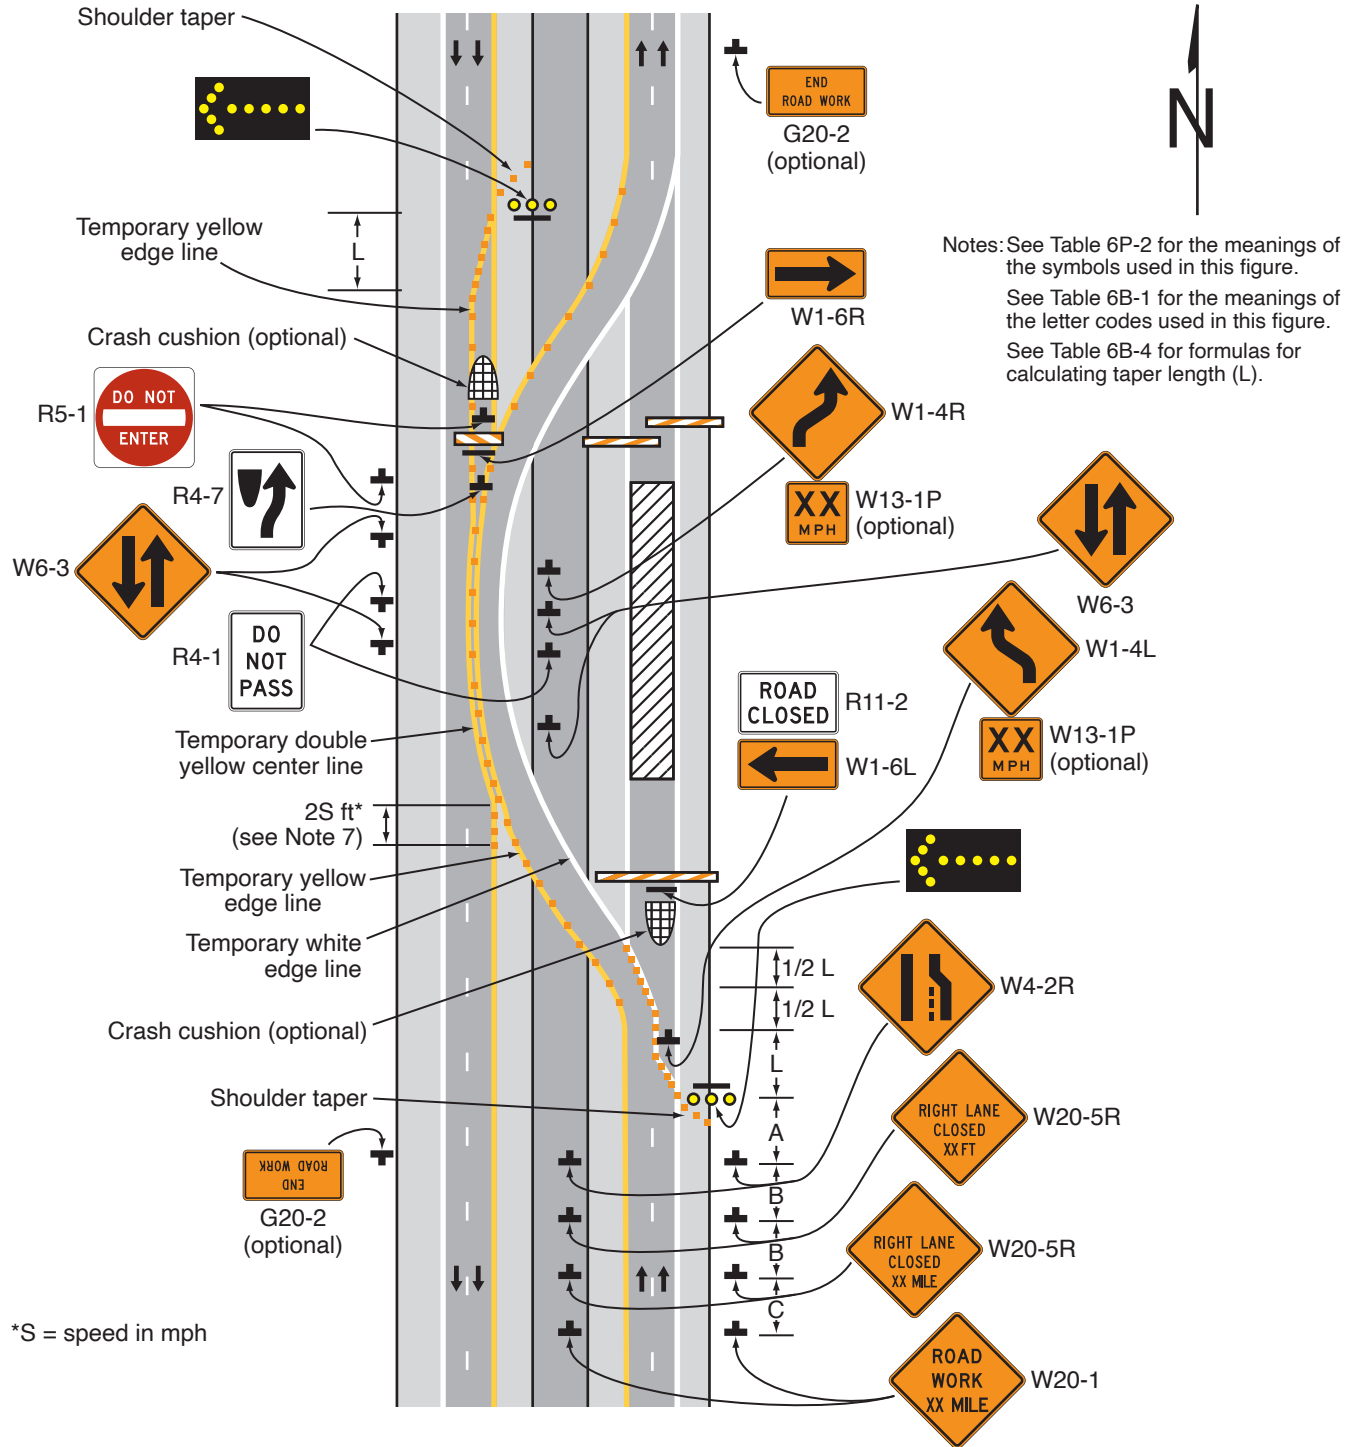 Shoulder taper
END
ROAD WORK
G20-2
(optional)
N
Temporary yellow
edge line
L
Notes: See Table 6P-2 for the meanings of
the symbols used in this figure.
See Table 6B-1 for the meanings of
the letter codes used in this figure.
See Table 6B-4 for formulas for
calculating taper length (L).
W1-6R
Crash cushion (optional)
R5-1
DO NOT
ENTER
W1-4R
R4-7
XX
MPH
W13-1P
(optional)
W6-3
W6-3
R4-1
DO
NOT
PASS
W1-4L
ROAD
CLOSED
R11-2
W1-6L
XX
MPH
W13-1P
(optional)
Temporary double
yellow center line
2S ft*
(see Note 7)
Temporary yellow
edge line
Temporary white
edge line
1/2 L
1/2 L
W4-2R
Crash cushion (optional)
L
Shoulder taper
A
RIGHT LANE
CLOSED
XX FT
W20-5R
END
ROAD WORK
G20-2
(optional)
B
B
RIGHT LANE
CLOSED
XX MILE
W20-5R
C
*S = speed in mph
ROAD
WORK
XX MILE
W20-1